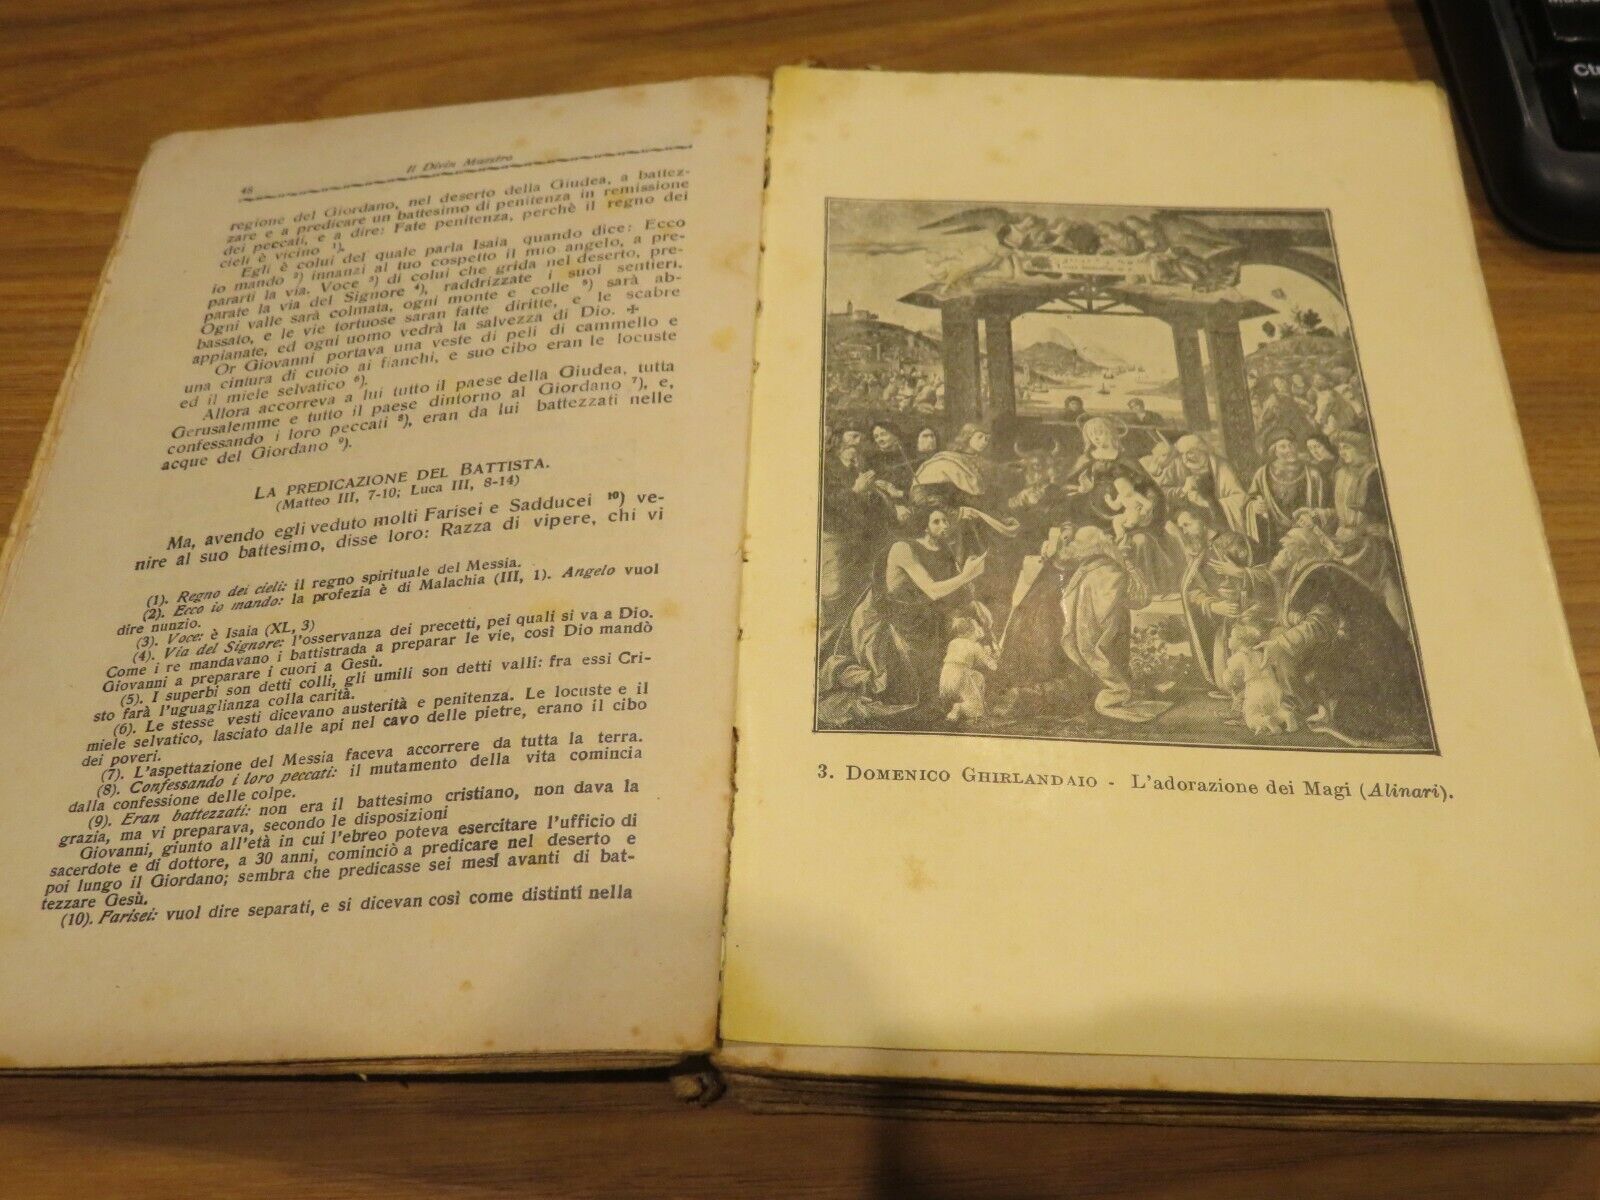 48
Il Divin Maestro
regione del Giordano, nel deserto della Giudea, a battez-
zare e a predicare un battesimo di penitenza in remissione
dei peccati, e a dire: Fate penitenza, perchè il regno dei
cieli è vicino ¹).
Egli è colui del quale parla Isaia quando dice: Ecco
io mando ²) innanzi al tuo cospetto il mio angelo, a pre-
pararti la via. Voce ³) di colui che grida nel deserto, pre-
parate la via del Signore ⁴), raddrizzate i suoi sentieri.
Ogni valle sarà colmata, ogni monte e colle ⁵) sarà ab-
bassato, e le vie tortuose saran fatte diritte, e le scabre
appianate, ed ogni uomo vedrà la salvezza di Dio. ✠
Or Giovanni portava una veste di peli di cammello e
una cintura di cuoio ai fianchi, e suo cibo eran le locuste
ed il miele selvatico ⁶).
Allora accorreva a lui tutto il paese della Giudea, tutta
Gerusalemme e tutto il paese dintorno al Giordano ⁷), e,
confessando i loro peccati ⁸), eran da lui battezzati nelle
acque del Giordano ⁹).
LA PREDICAZIONE DEL BATTISTA.
(Matteo III, 7-10; Luca III, 8-14)
Ma, avendo egli veduto molti Farisei e Sadducei ¹⁰) ve-
nire al suo battesimo, disse loro: Razza di vipere, chi vi
(1). Regno dei cieli: il regno spirituale del Messia.
(2). Ecco io mando: la profezia è di Malachia (III, 1). Angelo vuol
dire nunzio.
(3). Voce: è Isaia (XL, 3)
(4). Via del Signore: l'osservanza dei precetti, pei quali si va a Dio.
Come i re mandavano i battistrada a preparar le vie, così Dio mandò
Giovanni a preparare i cuori a Gesù.
(5). I superbi son detti colli, gli umili son detti valli: fra essi Cri-
sto farà l'uguaglianza colla carità.
(6). Le stesse vesti dicevano austerità e penitenza. Le locuste e il
miele selvatico, lasciato dalle api nel cavo delle pietre, erano il cibo
dei poveri.
(7). L'aspettazione del Messia faceva accorrere da tutta la terra.
(8). Confessando i loro peccati: il mutamento della vita comincia
dalla confessione delle colpe.
(9). Eran battezzati: non era il battesimo cristiano, non dava la
grazia, ma vi preparava, secondo le disposizioni
Giovanni, giunto all'età in cui l'ebreo poteva esercitare l'ufficio di
sacerdote e di dottore, a 30 anni, cominciò a predicare nel deserto e
poi lungo il Giordano; sembra che predicasse sei mesi avanti di bat-
tezzare Gesù.
(10). Farisei: vuol dire separati, e si dicevan così come distinti nella
3. DOMENICO GHIRLANDAIO - L'adorazione dei Magi (Alinari).